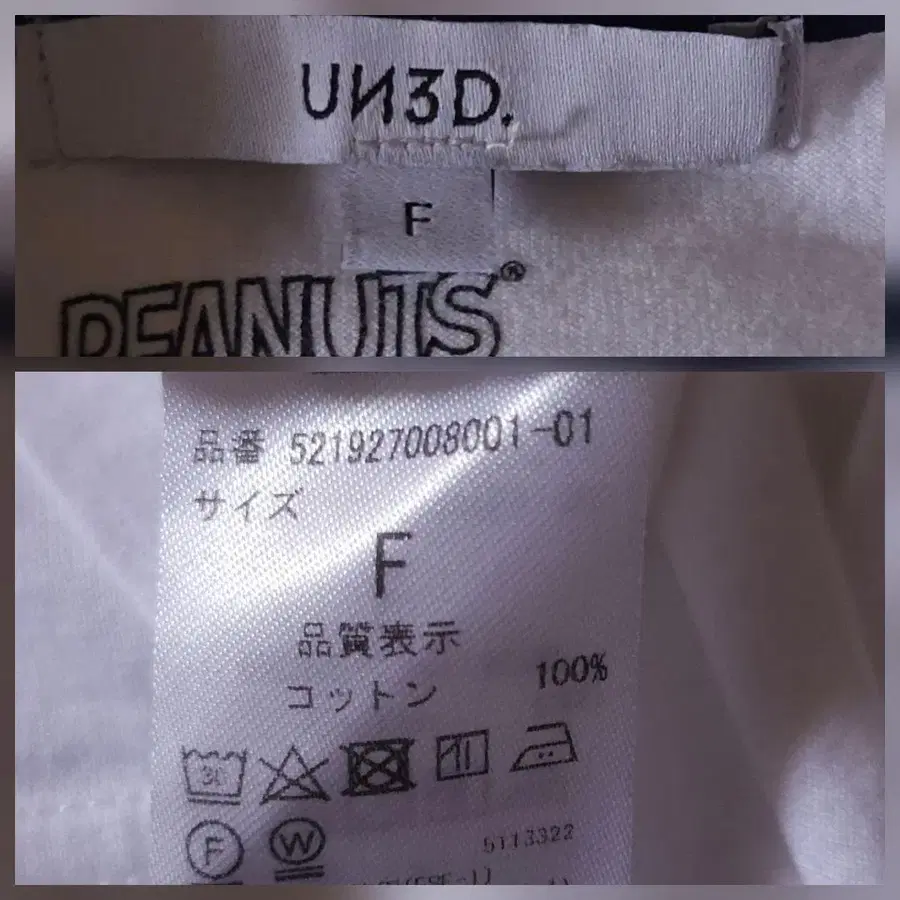 UN3D.
F
PEANUTS®
品番 521927008001-01
サイズ
F
品質表示
コットン 100%
30
F
W
5113322